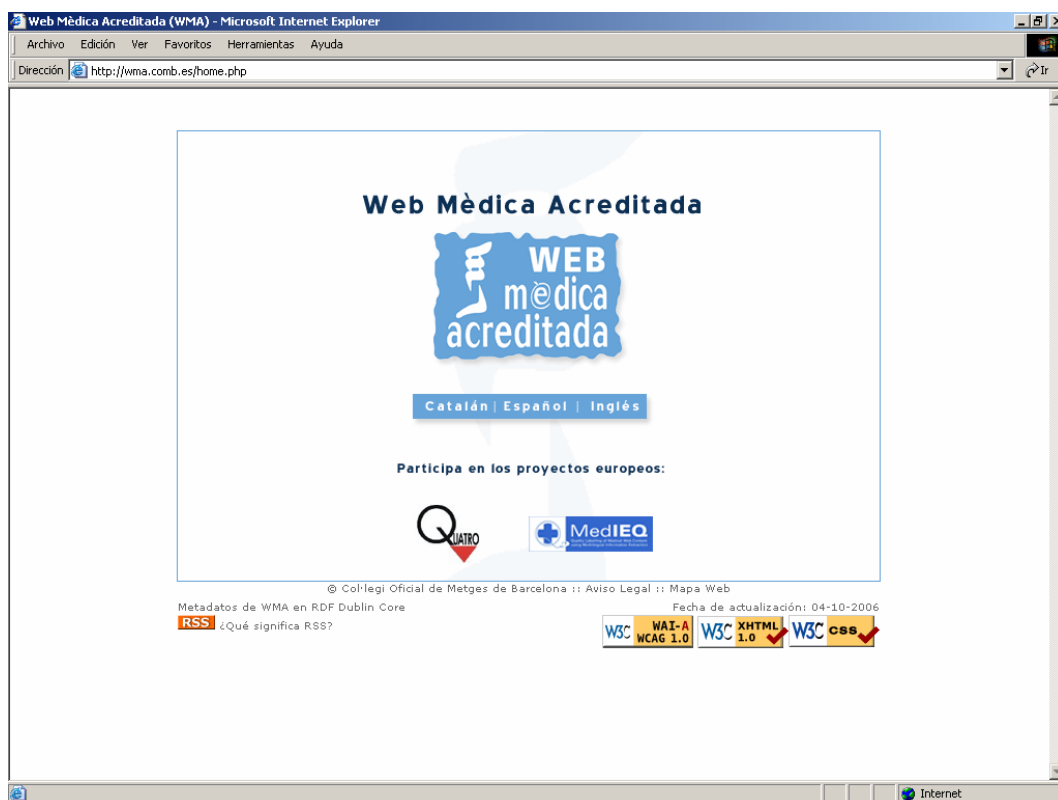 Web Mèdica Acreditada (WMA) - Microsoft Internet Explorer
Archivo Edición Ver Favoritos Herramientas Ayuda
Dirección http://wma.comb.es/home.php Ir
Web Mèdica Acreditada
WEB
mèdica
acreditada
Catalán | Español | Inglés
Participa en los proyectos europeos:
QUATRO
MedIEQ
© Col·legi Oficial de Metges de Barcelona :: Aviso Legal :: Mapa Web
Metadatos de WMA en RDF Dublin Core
Fecha de actualización: 04-10-2006
RSS ¿Qué significa RSS?
W3C WAI-A WCAG 1.0
W3C XHTML 1.0
W3C css
Internet